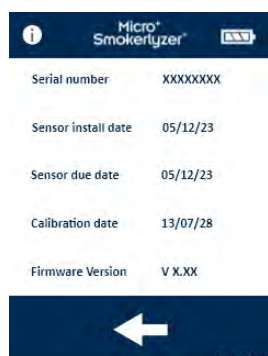 i
Micro+
Smokerlyzer®
Serial number XXXXXXXX
Sensor install date 05/12/23
Sensor due date 05/12/23
Calibration date 13/07/28
Firmware Version V X.XX